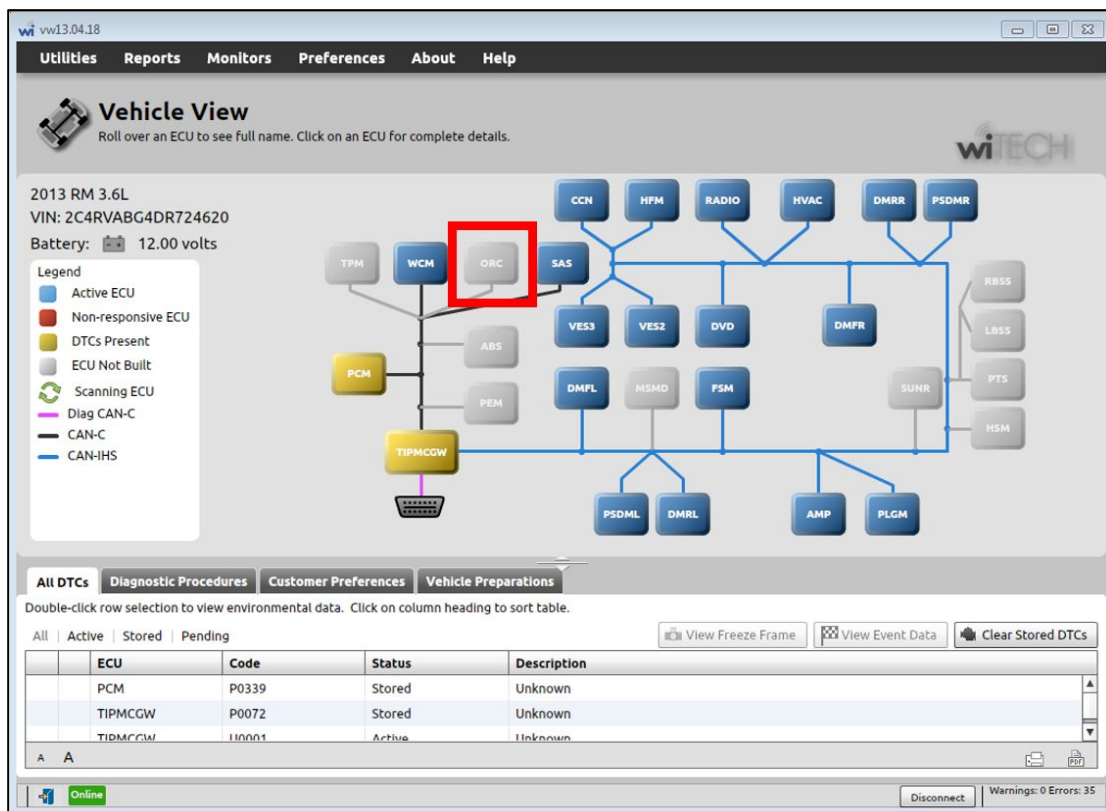 wi vw13.04.18
Utilities Reports Monitors Preferences About Help
Vehicle View
Roll over an ECU to see full name. Click on an ECU for complete details.
wiTECH
2013 RM 3.6L
VIN: 2C4RVABG4DR724620
Battery: 12.00 volts
Legend
Active ECU
Non-responsive ECU
DTCs Present
ECU Not Built
Scanning ECU
Diag CAN-C
CAN-C
CAN-IHS
CCN HFM RADIO HVAC DMRR PSDMR
TPM WCM ORC SAS
RBSS
VES3 VES2 DVD DMFR
LBSS
ABS
PCM
DMFL MSMD FSM SUNR PTS
PEM
HSM
TIPMCGW
PSDML DMRL AMP PLGM
All DTCs Diagnostic Procedures Customer Preferences Vehicle Preparations
Double-click row selection to view environmental data. Click on column heading to sort table.
All | Active | Stored | Pending
View Freeze Frame View Event Data Clear Stored DTCs
ECU Code Status Description
PCM P0339 Stored Unknown
TIPMCGW P0072 Stored Unknown
TIPMCGW U0001 Active Unknown
A A
PDF
Online
Disconnect Warnings: 0 Errors: 35